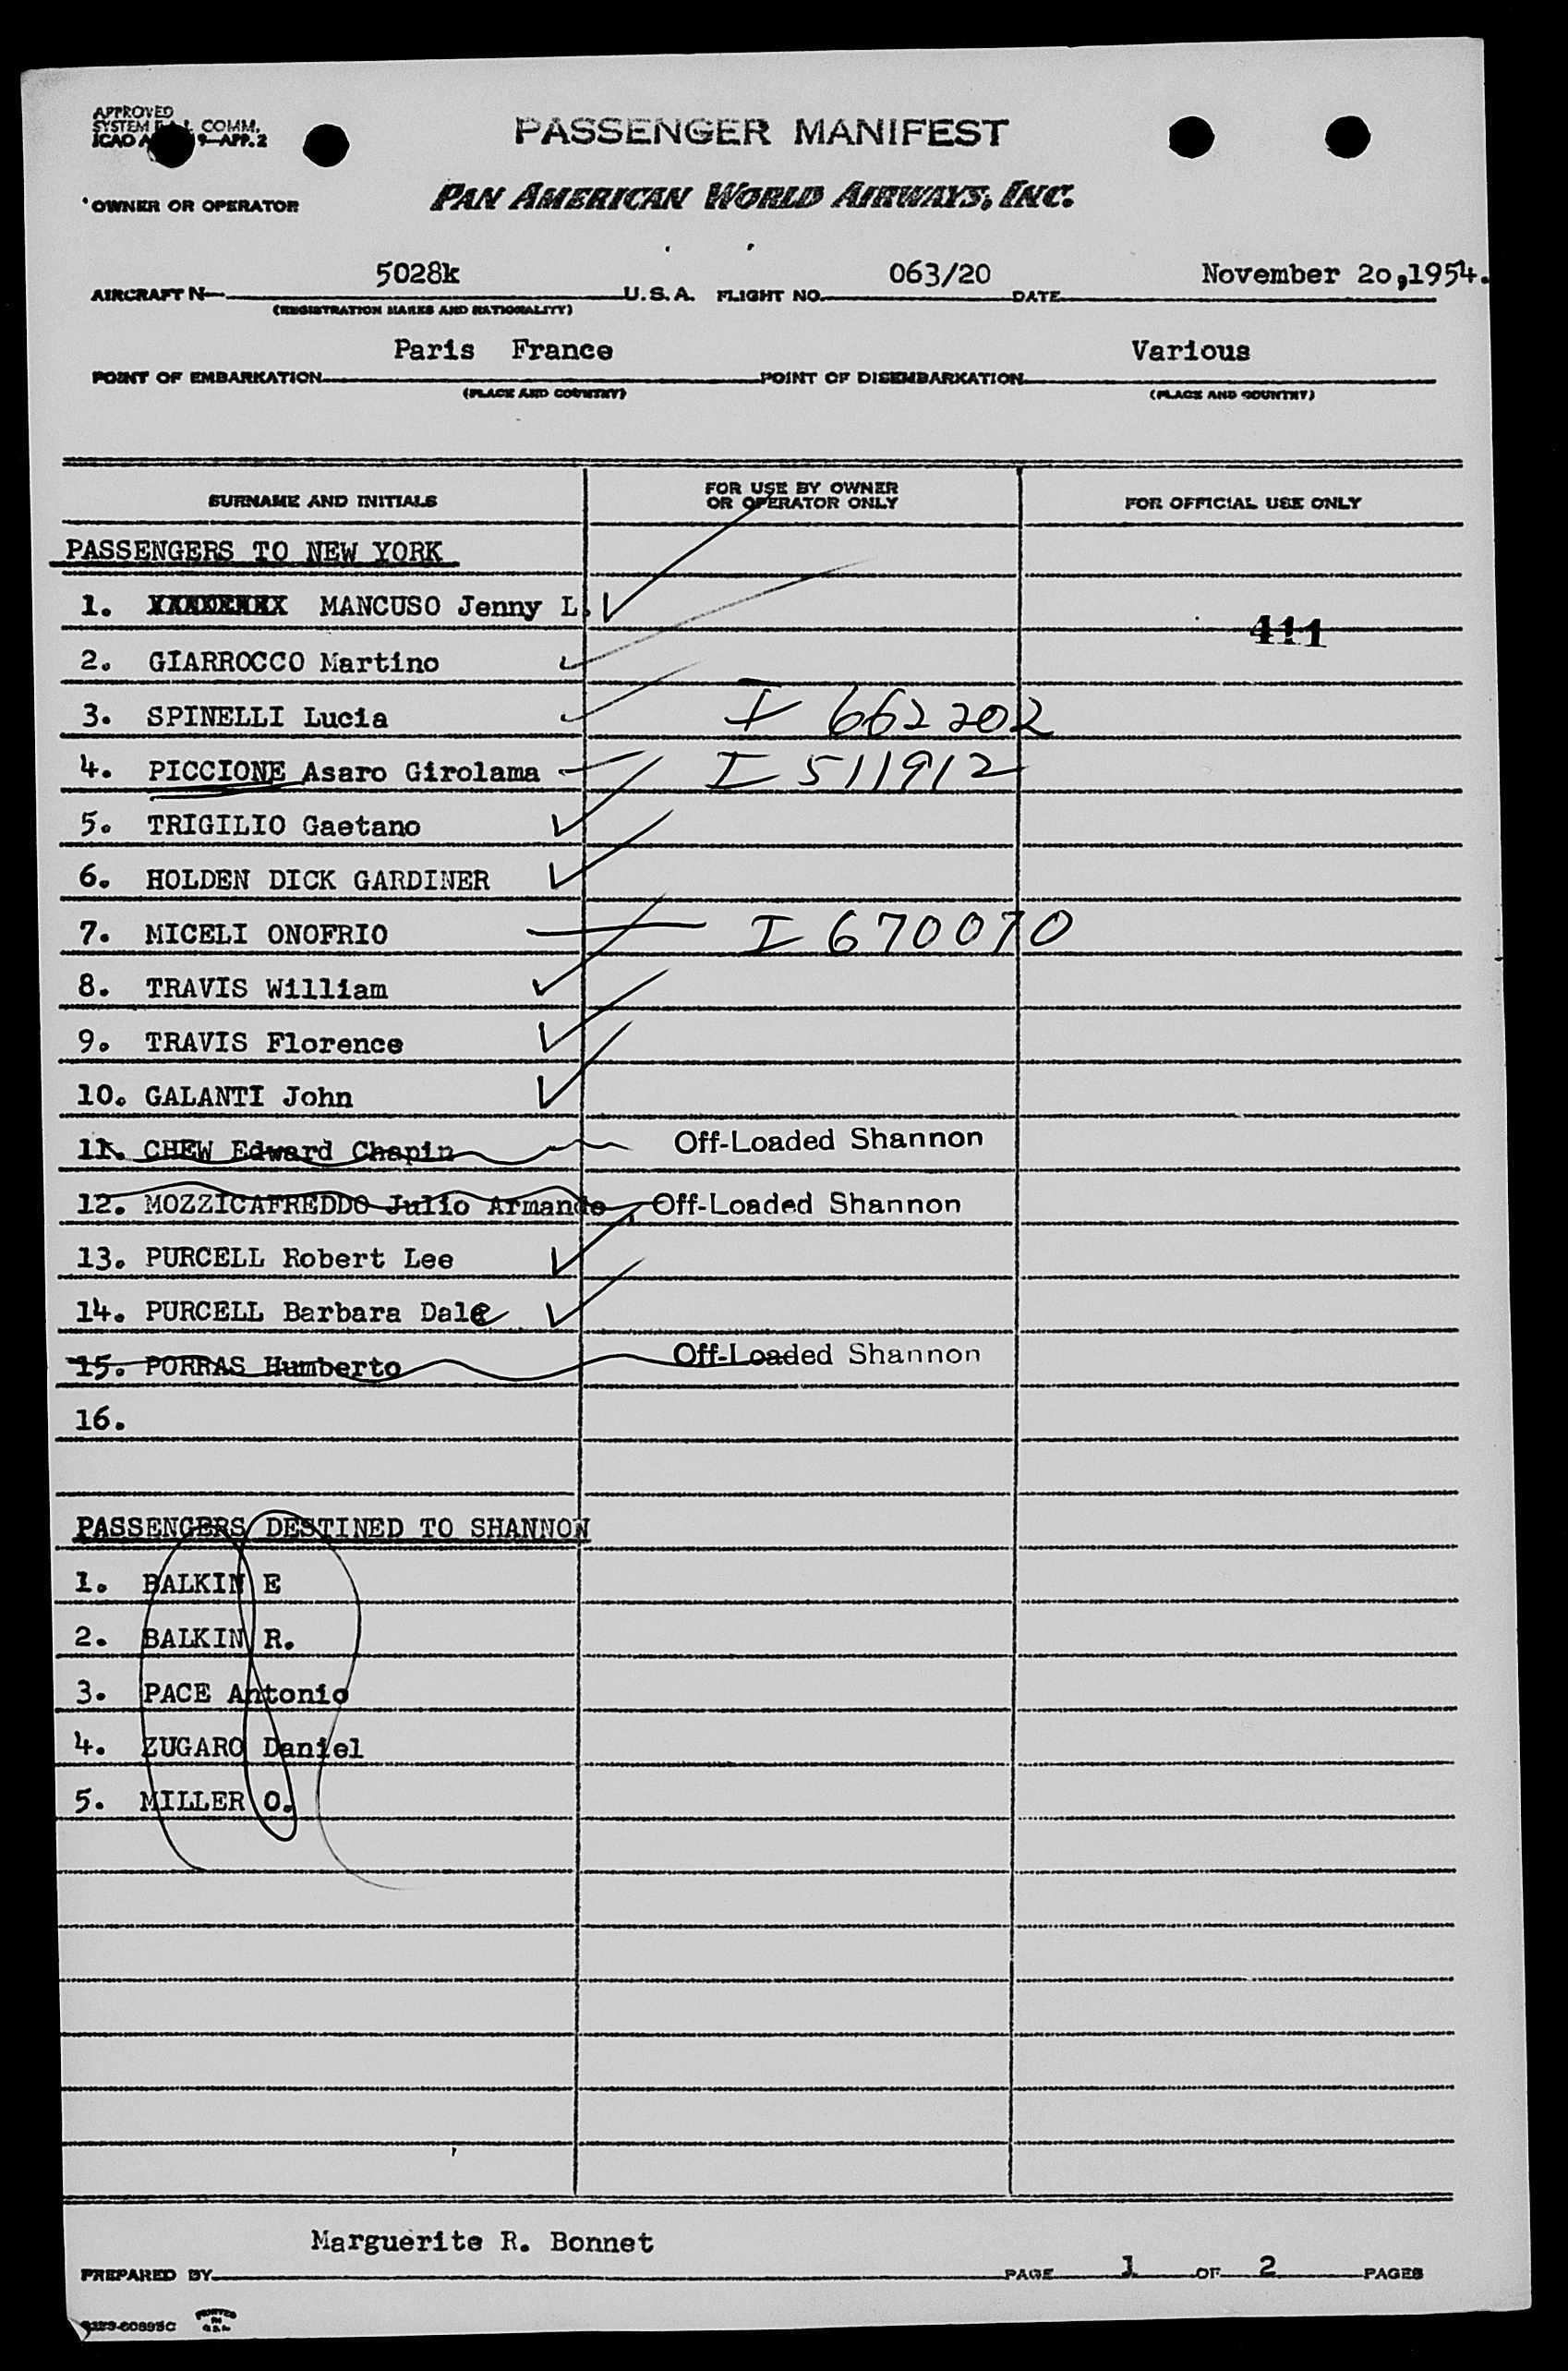 APPROVED
SYSTEM COMM.
ICAO 9-APP. 2
PASSENGER MANIFEST
OWNER OR OPERATOR PAN AMERICAN WORLD AIRWAYS, INC.
AIRCRAFT N 5028k U.S.A. FLIGHT NO. 063/20 DATE November 20,1954.
(REGISTRATION MARKS AND NATIONALITY)
Paris France Various
POINT OF EMBARKATION POINT OF DISEMBARKATION
(PLACE AND COUNTRY) (PLACE AND COUNTRY)
SURNAME AND INITIALS FOR USE BY OWNER OR OPERATOR ONLY FOR OFFICIAL USE ONLY
PASSENGERS TO NEW YORK
1. MANCUSO Jenny L.
411
2. GIARROCCO Martino
3. SPINELLI Lucia I 662202
4. PICCIONE Asaro Girolama I 511912
5. TRIGILIO Gaetano
6. HOLDEN DICK GARDINER
7. MICELI ONOFRIO I 670070
8. TRAVIS William
9. TRAVIS Florence
10. GALANTI John
11. CHEW Edward Chapin Off-Loaded Shannon
12. MOZZICAFREDDO Julio Armando Off-Loaded Shannon
13. PURCELL Robert Lee
14. PURCELL Barbara Dale
15. PORRAS Humberto Off-Loaded Shannon
16.
PASSENGERS DESTINED TO SHANNON
1. BALKIN E
2. BALKIN R.
3. PACE Antonio
4. ZUGARO Daniel
5. MILLER O.
Marguerite R. Bonnet
PREPARED BY PAGE 1 OF 2 PAGES
PRINTED IN U.S.A.